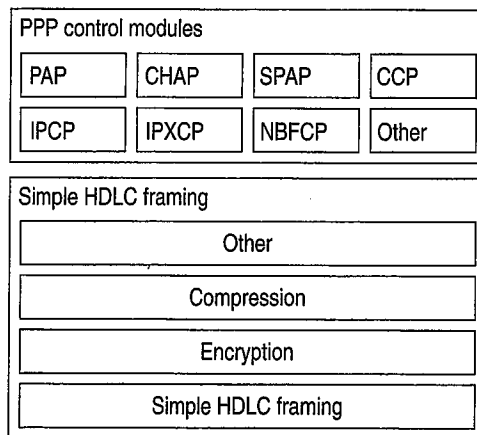 PPP control modules
PAP CHAP SPAP CCP
IPCP IPXCP NBFCP Other
Simple HDLC framing
Other
Compression
Encryption
Simple HDLC framing